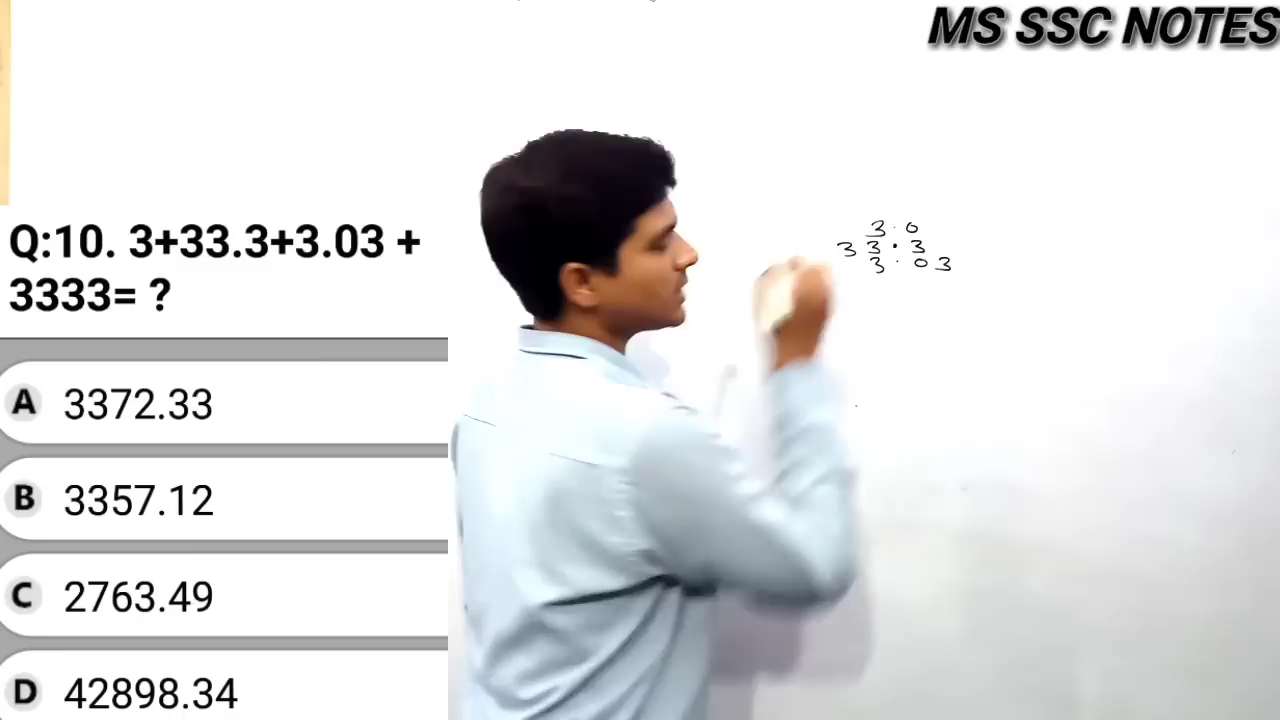 MS SSC NOTES
Q:10. 3+33.3+3.03 +
3333= ?
A 3372.33
B 3357.12
C 2763.49
D 42898.34
3.0
33.3
3.03